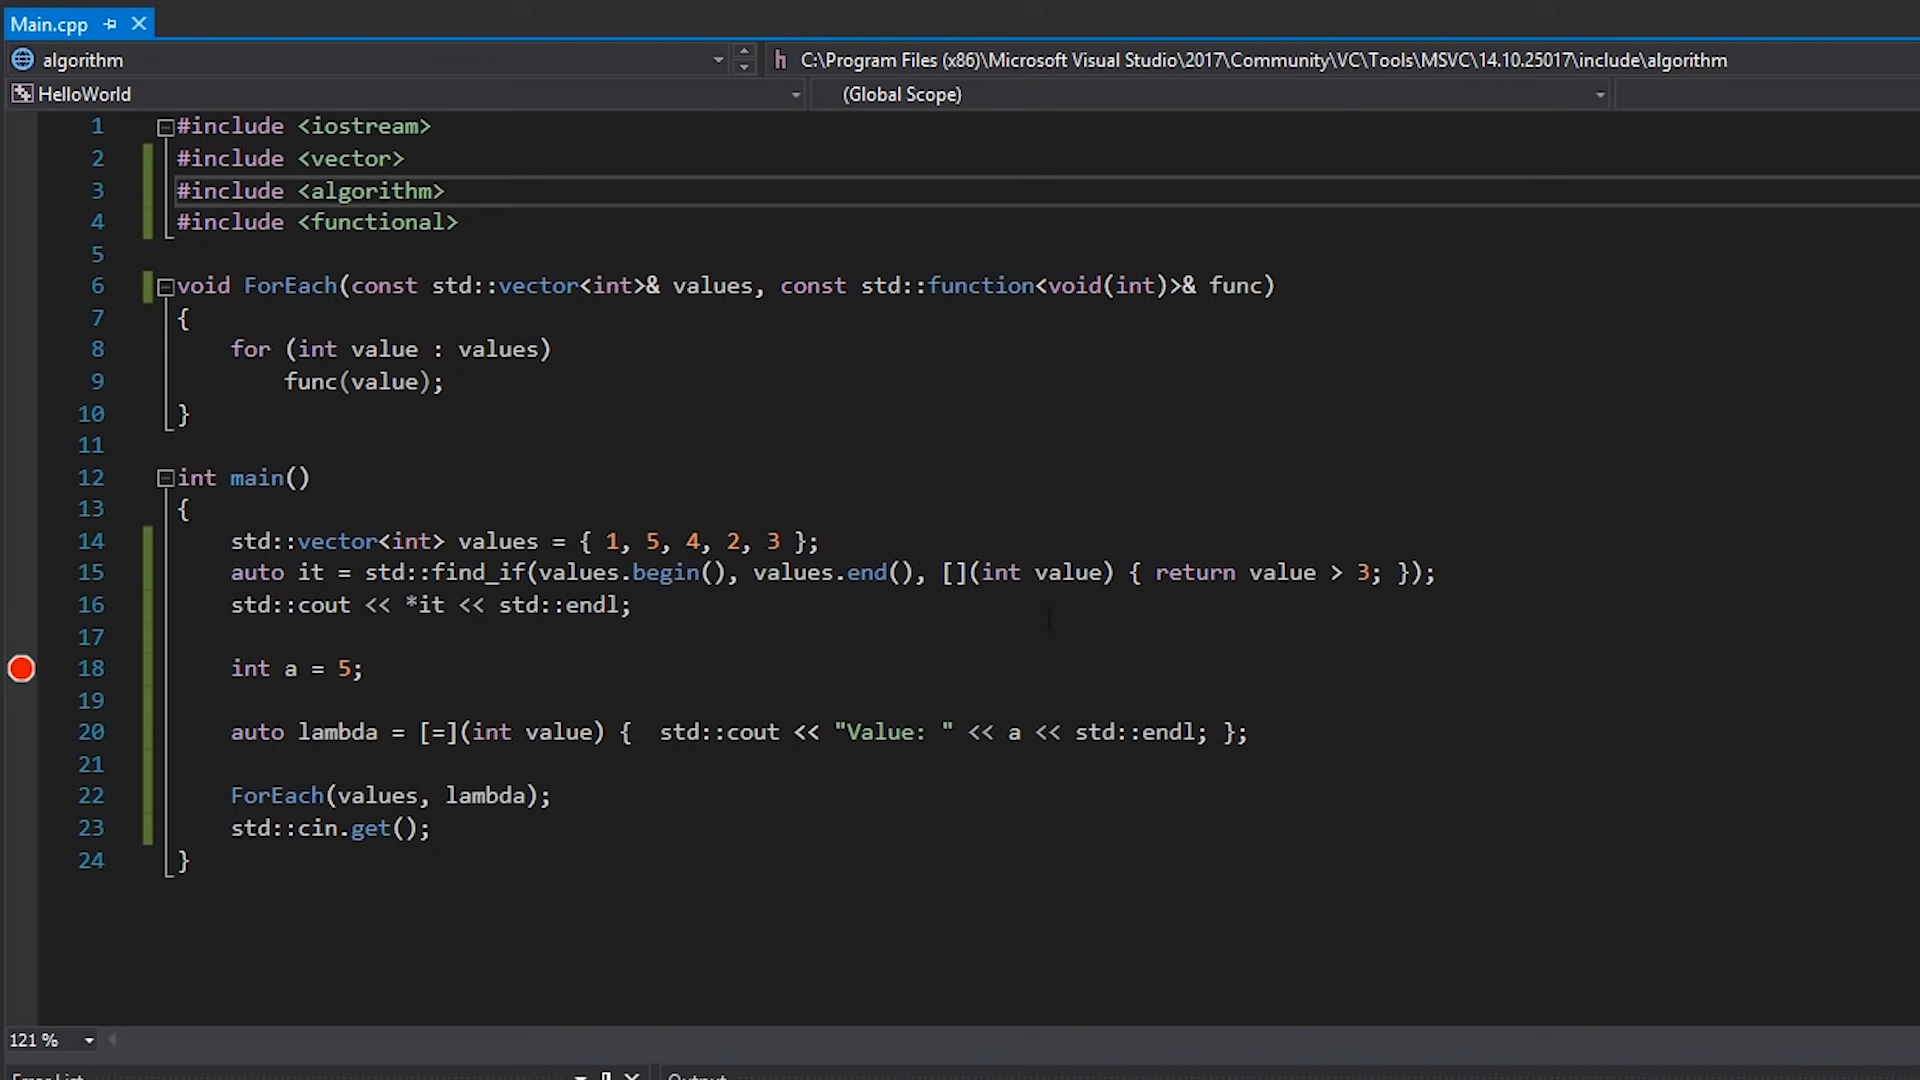 Main.cpp
algorithm
C:\Program Files (x86)\Microsoft Visual Studio\2017\Community\VC\Tools\MSVC\14.10.25017\include\algorithm
HelloWorld
(Global Scope)
1 #include <iostream>
2 #include <vector>
3 #include <algorithm>
4 #include <functional>
5
6 void ForEach(const std::vector<int>& values, const std::function<void(int)>& func)
7 {
8     for (int value : values)
9         func(value);
10 }
11
12 int main()
13 {
14     std::vector<int> values = { 1, 5, 4, 2, 3 };
15     auto it = std::find_if(values.begin(), values.end(), [](int value) { return value > 3; });
16     std::cout << *it << std::endl;
17
18     int a = 5;
19
20     auto lambda = [=](int value) {  std::cout << "Value: " << a << std::endl; };
21
22     ForEach(values, lambda);
23     std::cin.get();
24 }
121 %
Error List
Output